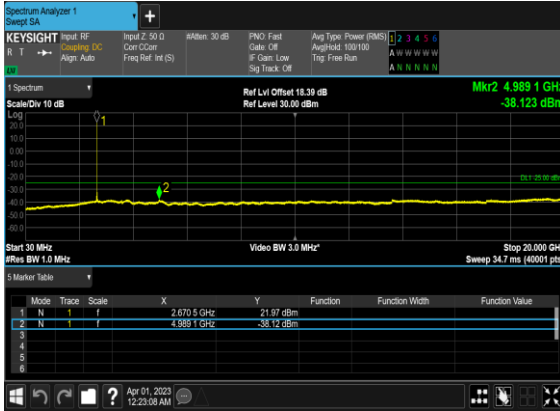 Spectrum Analyzer 1
Swept SA
+
KEYSIGHT Input: RF Input Z: 50 Ω #Atten: 30 dB PNO: Fast Avg Type: Power (RMS) 1 2 3 4 5 6
R T Coupling: DC Corr CCorr Gate: Off Avg|Hold: 100/100 A W W W W W
Align: Auto Freq Ref: Int (S) IF Gain: Low Trig: Free Run
Sig Track: Off A N N N N N
1 Spectrum
Ref Lvl Offset 18.39 dB Mkr2 4.989 1 GHz
Scale/Div 10 dB Ref Level 30.00 dBm -38.123 dBm
Log
1
20.0
10.0
0.00
-10.0
-20.0
DL1 -25.00 dBm
2
-30.0
-40.0
-50.0
-60.0
Start 30 MHz Video BW 3.0 MHz* Stop 20.000 GHz
#Res BW 1.0 MHz Sweep 34.7 ms (40001 pts)
5 Marker Table
Mode Trace Scale X Y Function Function Width Function Value
1 N 1 f 2.670 5 GHz 21.97 dBm
2 N 1 f 4.989 1 GHz -38.12 dBm
3
4
5
6
? Apr 01, 2023
12:23:08 AM